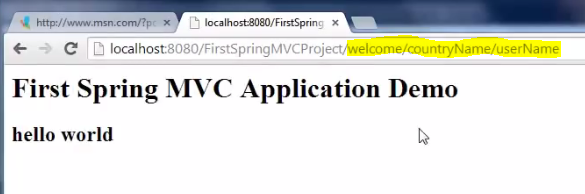 http://www.msn.com/?pc
localhost:8080/FirstSpring
localhost:8080/FirstSpringMVCProject/welcome/countryName/userName
First Spring MVC Application Demo
hello world